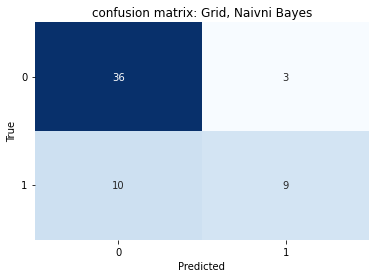 confusion matrix: Grid, Naivni Bayes
True
0
36
3
1
10
9
0
1
Predicted